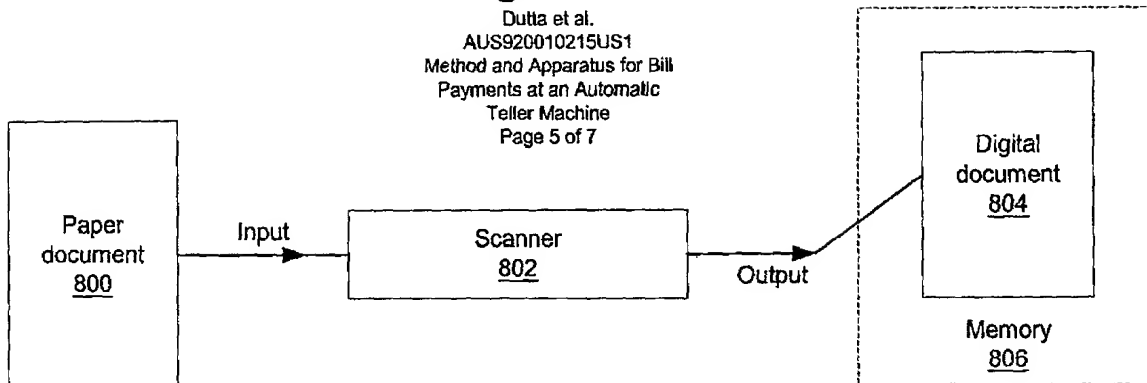 Dutta et al.
AUS920010215US1
Method and Apparatus for Bill
Payments at an Automatic
Teller Machine
Page 5 of 7
Paper
document
800
Input
Scanner
802
Output
Digital
document
804
Memory
806